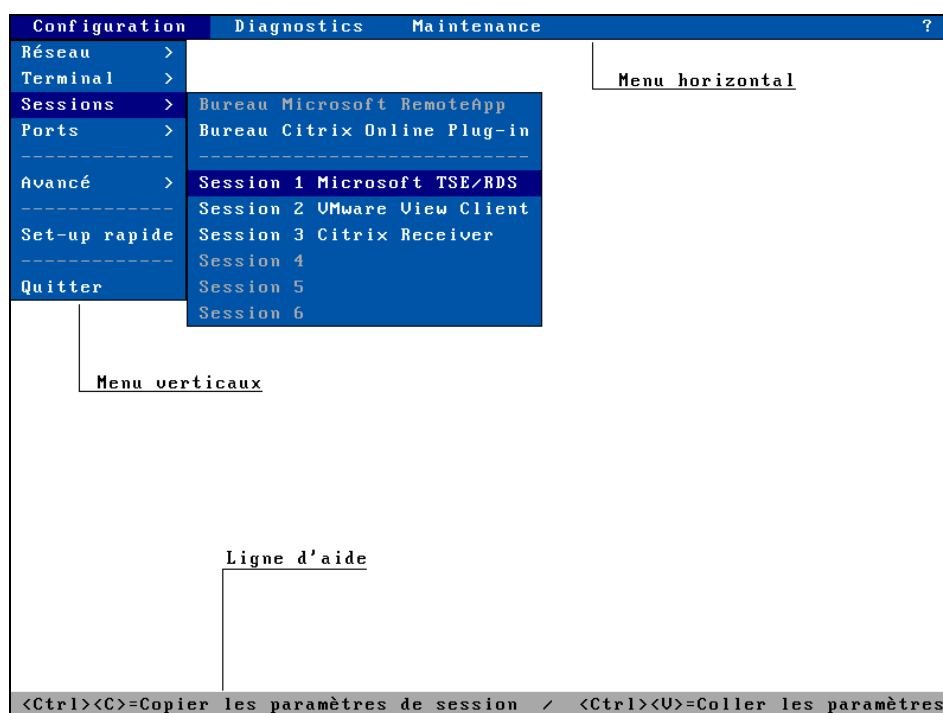 Configuration Diagnostics Maintenance ?
Réseau >
Terminal >
Sessions >
Ports >
-------------
Avancé >
-------------
Set-up rapide
-------------
Quitter
Bureau Microsoft RemoteApp
Bureau Citrix Online Plug-in
----------------------------
Session 1 Microsoft TSE/RDS
Session 2 VMware View Client
Session 3 Citrix Receiver
Session 4
Session 5
Session 6
Menu horizontal
Menu verticaux
Ligne d'aide
<Ctrl><C>=Copier les paramètres de session / <Ctrl><V>=Coller les paramètres